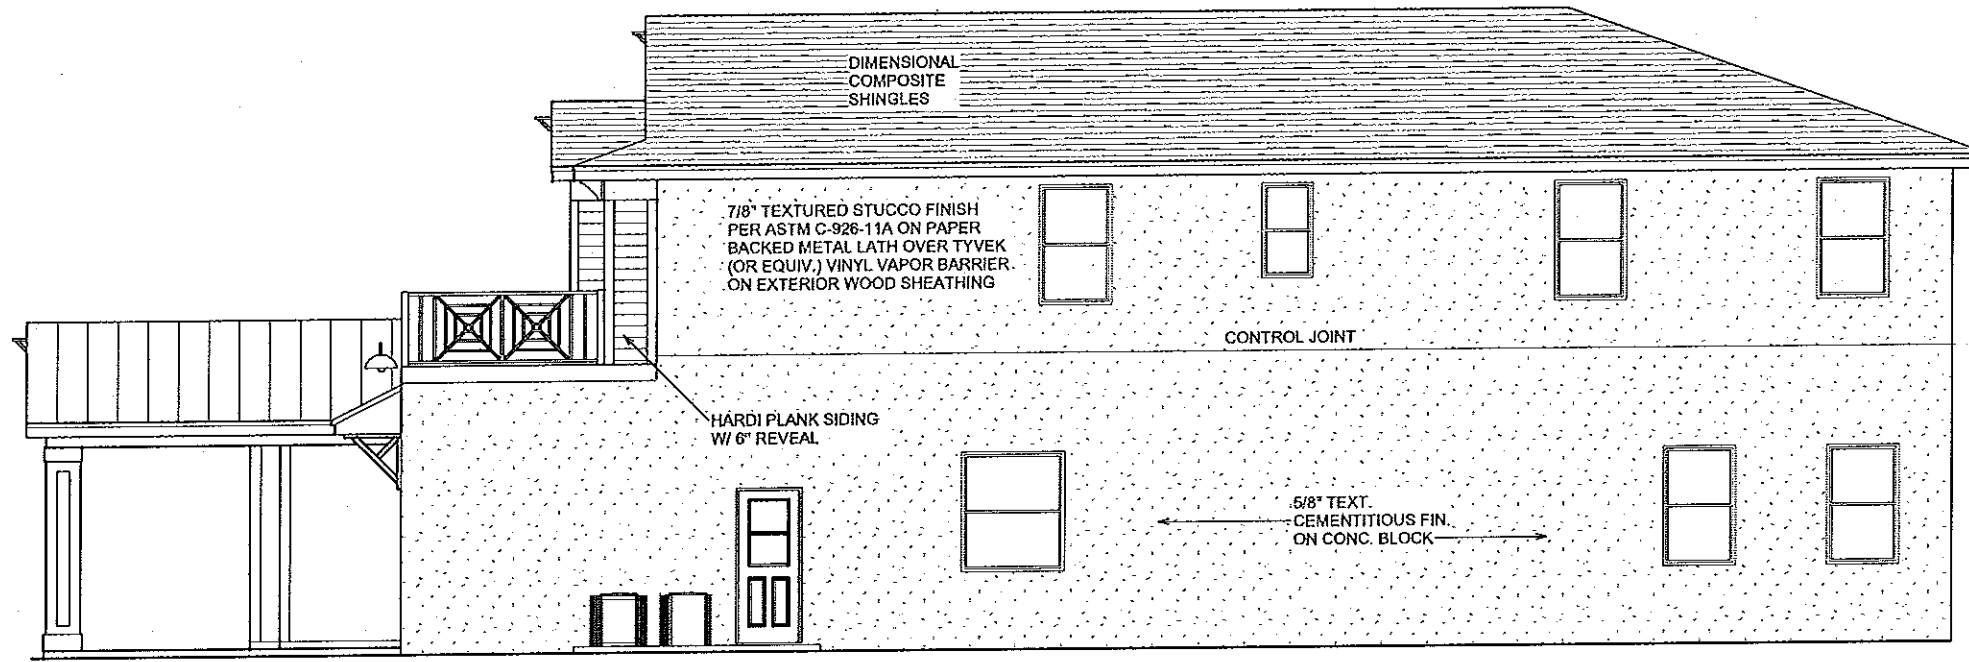 DIMENSIONAL
COMPOSITE
SHINGLES
7/8" TEXTURED STUCCO FINISH
PER ASTM C-926-11A ON PAPER
BACKED METAL LATH OVER TYVEK
(OR EQUIV.) VINYL VAPOR BARRIER
ON EXTERIOR WOOD SHEATHING
CONTROL JOINT
HARDI PLANK SIDING
W/ 6" REVEAL
5/8" TEXT.
CEMENTITIOUS FIN.
ON CONC. BLOCK